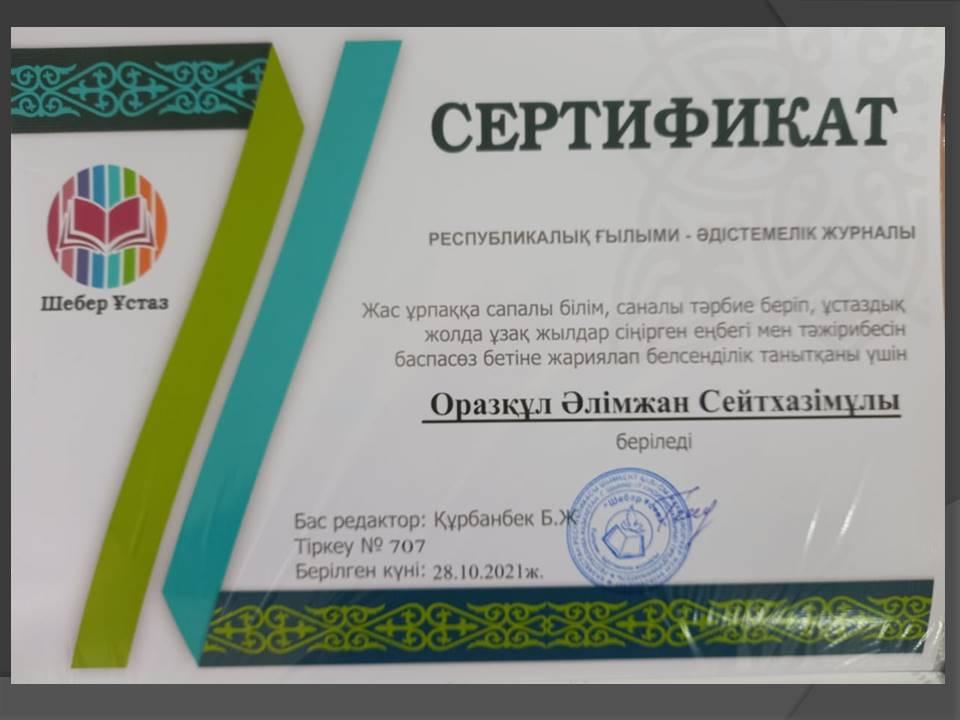 СЕРТИФИКАТ
РЕСПУБЛИКАЛЫҚ ҒЫЛЫМИ - ӘДІСТЕМЕЛІК ЖУРНАЛЫ
Шебер Ұстаз
Жас ұрпаққа сапалы білім, саналы тәрбие беріп, ұстаздық
жолда ұзақ жылдар сіңірген еңбегі мен тәжірибесін
баспасөз бетіне жариялап белсенділік танытқаны үшін
Оразқұл Әлімжан Сейтхазімұлы
беріледі
Бас редактор: Құрбанбек Б.Ж
Тіркеу № 707
Берілген күні: 28.10.2021ж.
"Шебер Ұстаз"